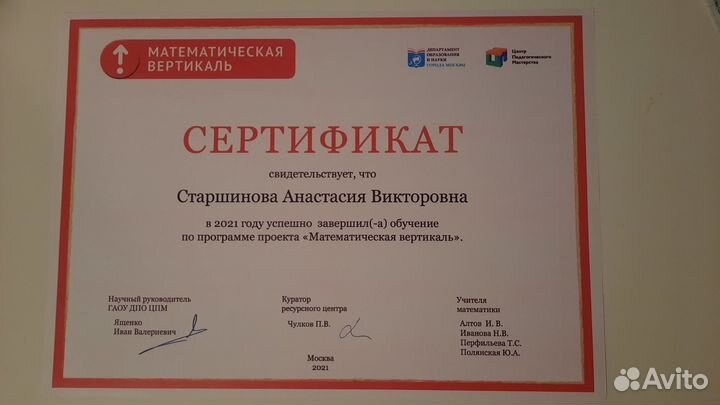 МАТЕМАТИЧЕСКАЯ
ВЕРТИКАЛЬ
ДЕПАРТАМЕНТ
ОБРАЗОВАНИЯ
И НАУКИ
ГОРОДА МОСКВЫ
Центр
Педагогического
Мастерства
СЕРТИФИКАТ
свидетельствует, что
Старшинова Анастасия Викторовна
в 2021 году успешно завершил(-а) обучение
по программе проекта «Математическая вертикаль».
Научный руководитель
ГАОУ ДПО ЦПМ
Ященко
Иван Валериевич
Куратор
ресурсного центра
Чулков П.В.
Учителя
математики
Алтов И. В.
Иванова Н.В.
Перфильева Т.С.
Полянская Ю.А.
Москва
2021
Avito